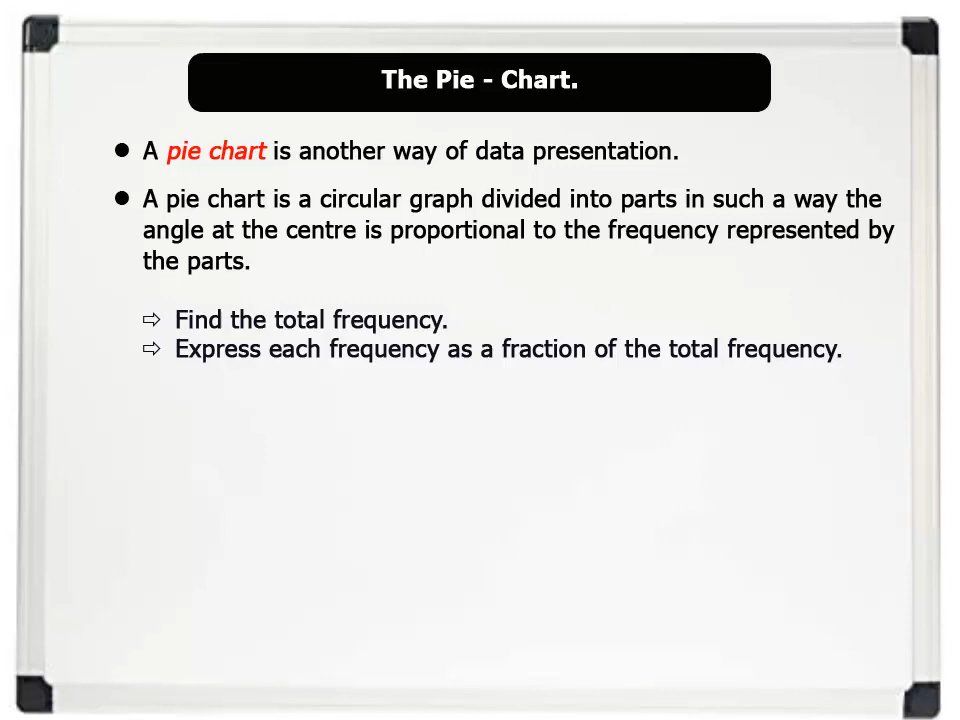 The Pie - Chart.
● A pie chart is another way of data presentation.
● A pie chart is a circular graph divided into parts in such a way the
angle at the centre is proportional to the frequency represented by
the parts.
⇨ Find the total frequency.
⇨ Express each frequency as a fraction of the total frequency.